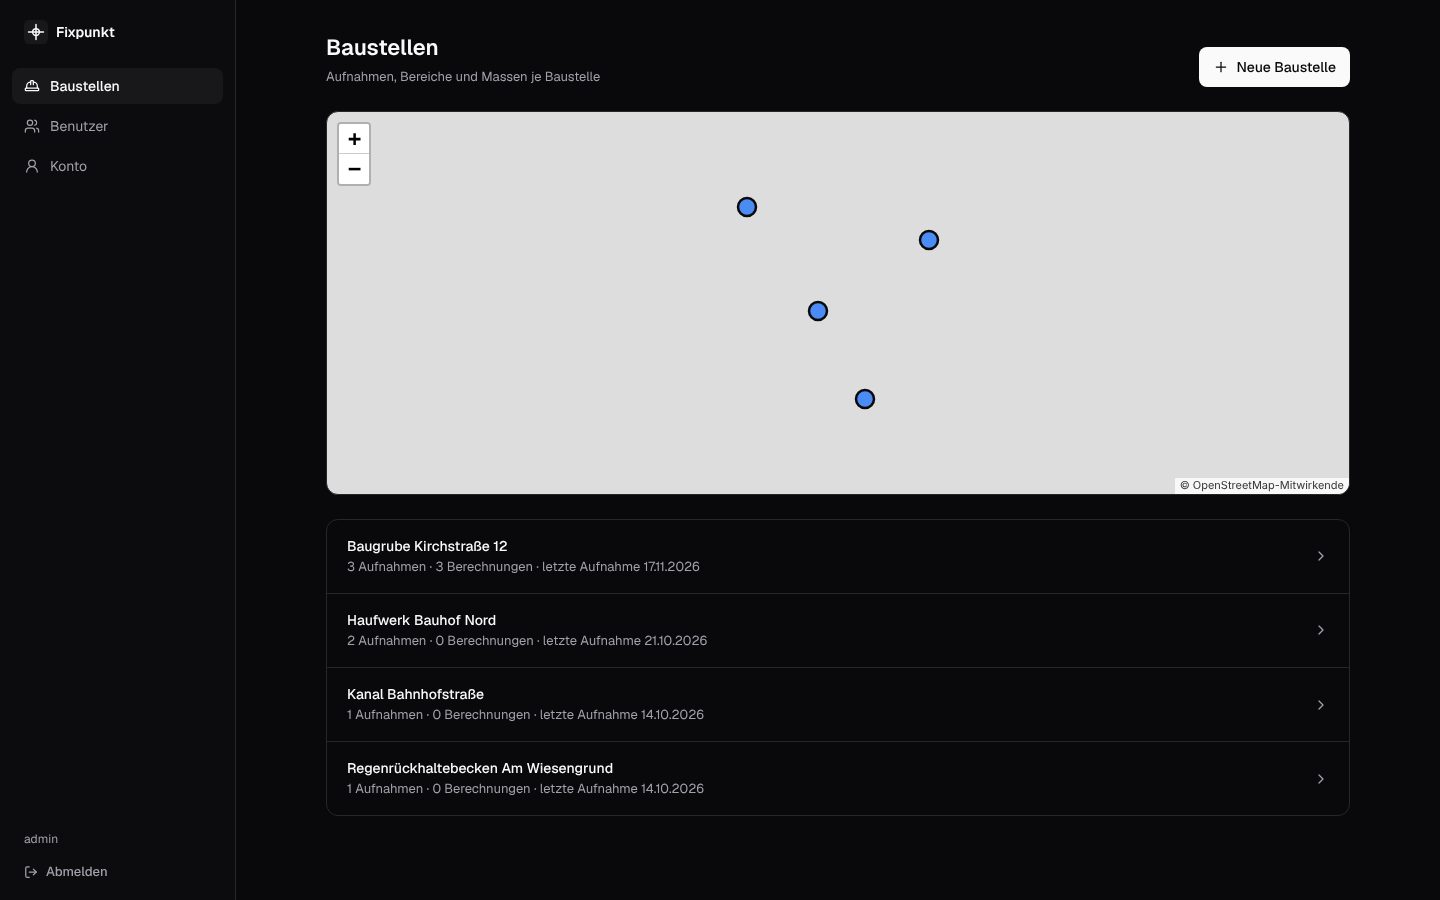 Fixpunkt
Baustellen
Benutzer
Konto
admin
Abmelden
Baustellen
Aufnahmen, Bereiche und Massen je Baustelle
+ Neue Baustelle
+
−
© OpenStreetMap-Mitwirkende
Baugrube Kirchstraße 12
3 Aufnahmen · 3 Berechnungen · letzte Aufnahme 17.11.2026
Haufwerk Bauhof Nord
2 Aufnahmen · 0 Berechnungen · letzte Aufnahme 21.10.2026
Kanal Bahnhofstraße
1 Aufnahmen · 0 Berechnungen · letzte Aufnahme 14.10.2026
Regenrückhaltebecken Am Wiesengrund
1 Aufnahmen · 0 Berechnungen · letzte Aufnahme 14.10.2026